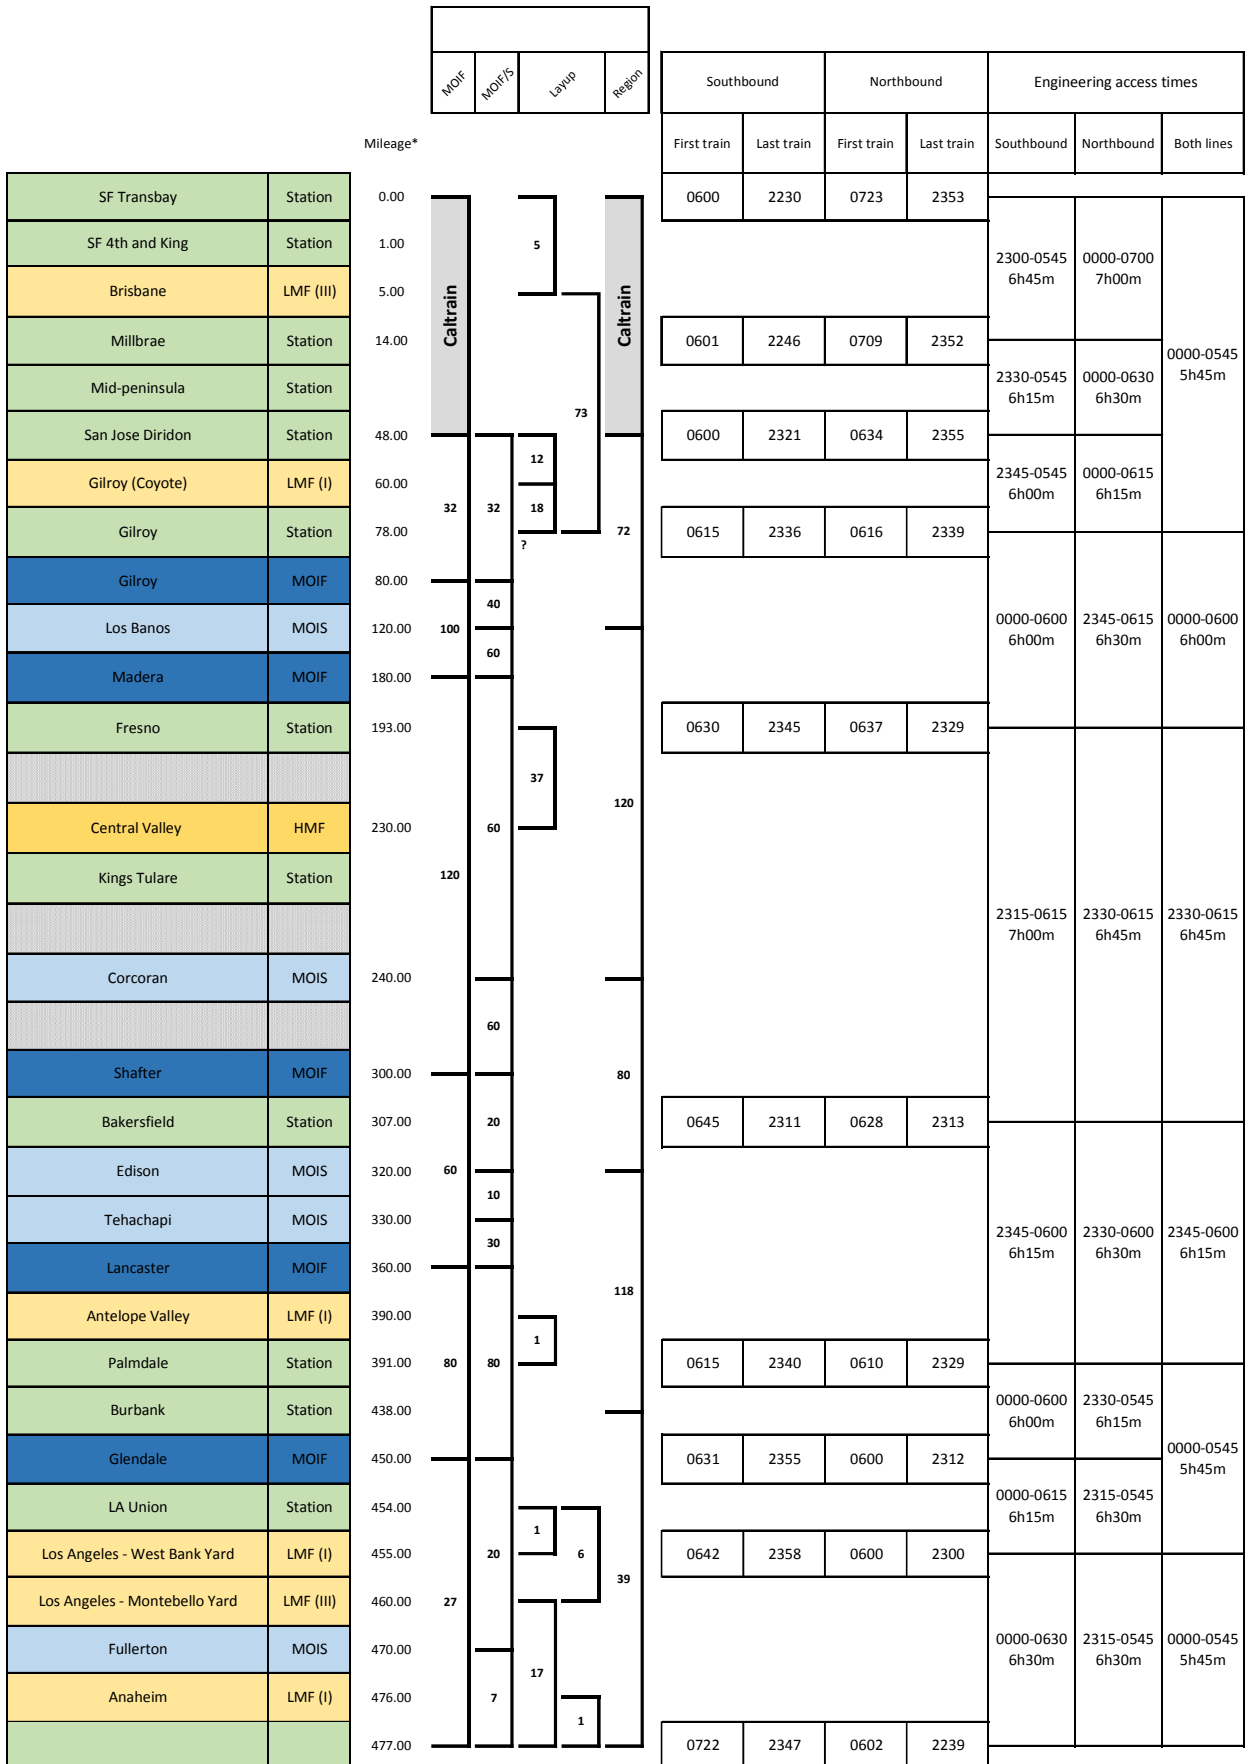 MOIF MOIF/S Layup Region
Southbound Northbound Engineering access times
Mileage* First train Last train First train Last train Southbound Northbound Both lines
SF Transbay Station 0.00 0600 2230 0723 2353
SF 4th and King Station 1.00 5
2300-0545 0000-0700
6h45m 7h00m
Brisbane LMF (III) 5.00
Caltrain Caltrain
Millbrae Station 14.00 0601 2246 0709 2352
0000-0545
5h45m
Mid-peninsula Station
2330-0545 0000-0630
6h15m 6h30m
73
San Jose Diridon Station 48.00 0600 2321 0634 2355
12
Gilroy (Coyote) LMF (I) 60.00
2345-0545 0000-0615
6h00m 6h15m
32 32 18 72
Gilroy Station 78.00 0615 2336 0616 2339
?
Gilroy MOIF 80.00
40
Los Banos MOIS 120.00 100
0000-0600 2345-0615 0000-0600
6h00m 6h30m 6h00m
60
Madera MOIF 180.00
Fresno Station 193.00 0630 2345 0637 2329
37
120
Central Valley HMF 230.00 60
Kings Tulare Station 120
2315-0615 2330-0615 2330-0615
7h00m 6h45m 6h45m
Corcoran MOIS 240.00
60
Shafter MOIF 300.00 80
Bakersfield Station 307.00 20 0645 2311 0628 2313
Edison MOIS 320.00 60
10
Tehachapi MOIS 330.00
2345-0600 2330-0600 2345-0600
6h15m 6h30m 6h15m
30
Lancaster MOIF 360.00
118
Antelope Valley LMF (I) 390.00
1
Palmdale Station 391.00 80 80 0615 2340 0610 2329
Burbank Station 438.00
0000-0600 2330-0545
6h00m 6h15m
Glendale MOIF 450.00 0631 2355 0600 2312
0000-0545
5h45m
LA Union Station 454.00
0000-0615 2315-0545
6h15m 6h30m
1
Los Angeles - West Bank Yard LMF (I) 455.00 20 6 0642 2358 0600 2300
39
Los Angeles - Montebello Yard LMF (III) 460.00 27
Fullerton MOIS 470.00
0000-0630 2315-0545 0000-0545
6h30m 6h30m 5h45m
17
Anaheim LMF (I) 476.00 7
1
477.00 0722 2347 0602 2239